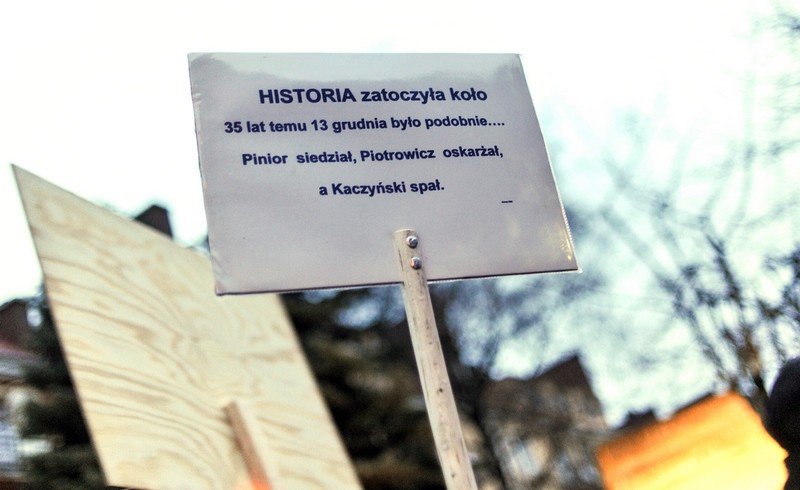 HISTORIA zatoczyła koło
35 lat temu 13 grudnia było podobnie....
Pinior siedział, Piotrowicz oskarżał,
a Kaczyński spał.